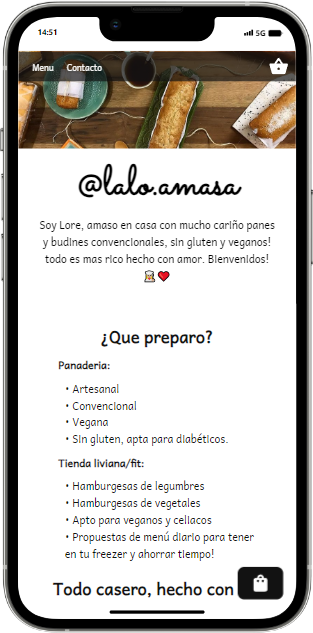 14:51
5G
Menu Contacto
@lalo.amasa
Soy Lore, amaso en casa con mucho cariño panes
y budines convencionales, sin gluten y veganos!
todo es mas rico hecho con amor. Bienvenidos!
¿Que preparo?
Panaderia:
• Artesanal
• Convencional
• Vegana
• Sin gluten, apta para diabéticos.
Tienda liviana/fit:
• Hamburgesas de legumbres
• Hamburgesas de vegetales
• Apto para veganos y celiacos
• Propuestas de menú diario para tener
en tu freezer y ahorrar tiempo!
Todo casero, hecho con